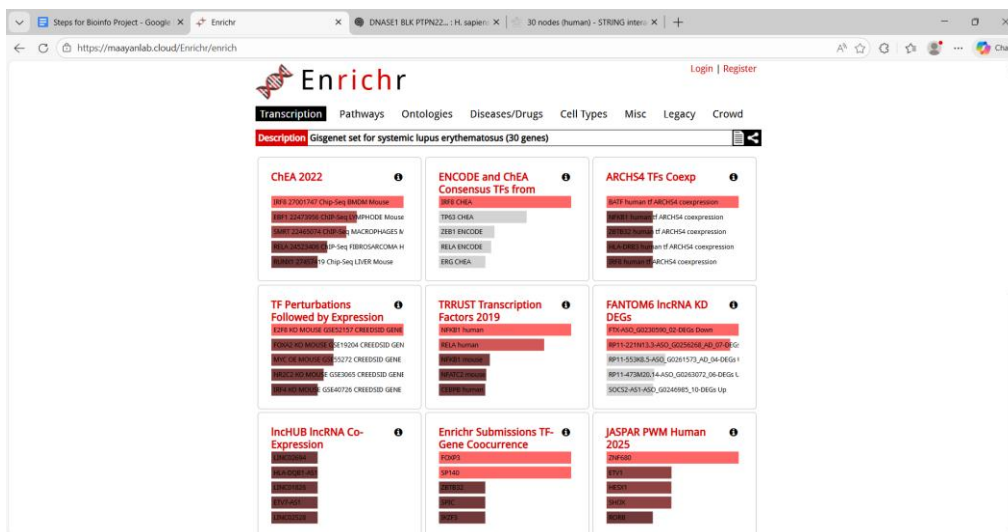 Steps for Bioinfo Project - Google
Enrichr
DNASE1 BLK PTPN22... : H. sapiens
30 nodes (human) - STRING intera
https://maayanlab.cloud/Enrichr/enrich
Cha
Enrichr
Login | Register
Transcription Pathways Ontologies Diseases/Drugs Cell Types Misc Legacy Crowd
Description Gisgenet set for systemic lupus erythematosus (30 genes)
ChEA 2022
IRF8 27001747 Chip-Seq BMDM Mouse
EBF1 22473956 ChIP-Seq LYMPHODE Mouse
SMRT 22465074 ChIP-Seq MACROPHAGES M
RELA 24523406 ChIP-Seq FIBROSARCOMA H
RUNX1 27457419 Chip-Seq LIVER Mouse
ENCODE and ChEA
Consensus TFs from
IRF8 CHEA
TP63 CHEA
ZEB1 ENCODE
RELA ENCODE
ERG CHEA
ARCHS4 TFs Coexp
BATF human tf ARCHS4 coexpression
NFKB1 human tf ARCHS4 coexpression
ZBTB32 human tf ARCHS4 coexpression
HLA-DRB5 human tf ARCHS4 coexpression
IRF8 human tf ARCHS4 coexpression
TF Perturbations
Followed by Expression
E2F8 KO MOUSE GSE52157 CREEDSID GENE
FOXA2 KO MOUSE GSE19204 CREEDSID GEN
MYC OE MOUSE GSE55272 CREEDSID GENE
NR2C2 KO MOUSE GSE3065 CREEDSID GENE
IRF4 KO MOUSE GSE40726 CREEDSID GENE
TRRUST Transcription
Factors 2019
NFKB1 human
RELA human
NFKB1 mouse
NFATC2 mouse
CEBPB human
FANTOM6 lncRNA KD
DEGs
FTX-ASO_G0230590_02-DEGs Down
RP11-221N13.3-ASO_G0256268_AD_07-DEGs
RP11-553K8.5-ASO_G0261573_AD_04-DEGs
RP11-473M20.14-ASO_G0263072_06-DEGs U
SOCS2-AS1-ASO_G0246985_10-DEGs Up
lncHUB lncRNA Co-
Expression
LINC02694
HLA-DQB1-AS1
ETV7-AS1
Enrichr Submissions TF-
Gene Coocurrence
FOXP3
SP140
ZBTB32
SPIC
IKZF3
JASPAR PWM Human
2025
ZNF680
ETV1
HESX1
SHOX
RORB